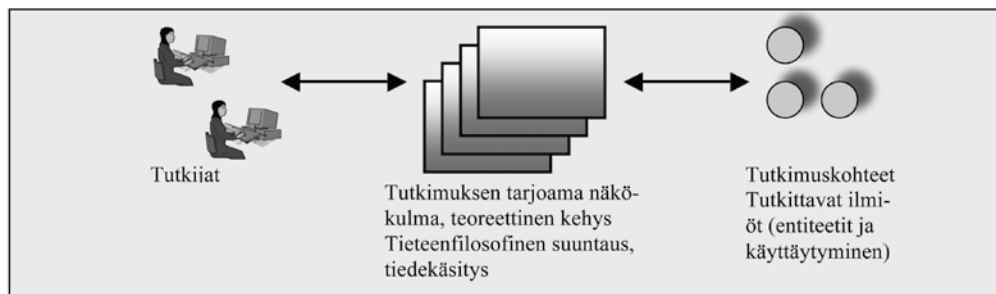 Tutkijat
Tutkimuksen tarjoama näkö-
kulma, teoreettinen kehys
Tieteenfilosofinen suuntaus,
tiedekäsitys
Tutkimuskohteet
Tutkittavat ilmi-
öt (entiteetit ja
käyttäytyminen)